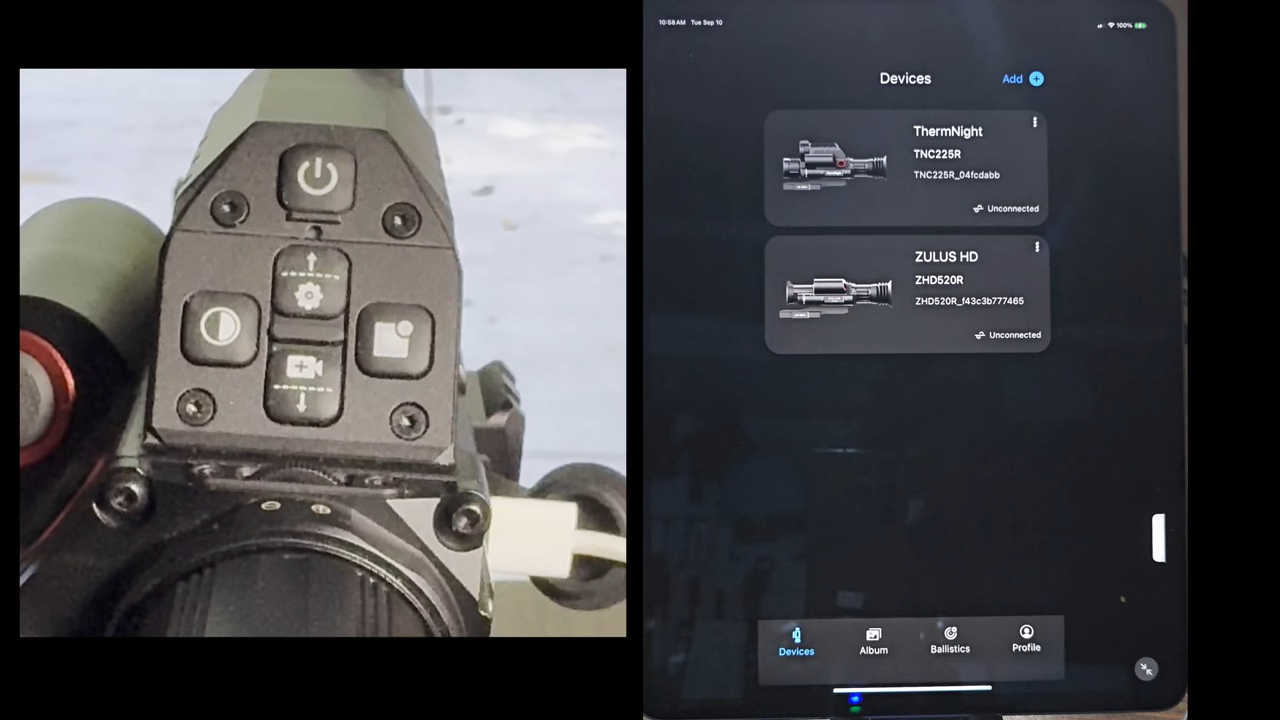 10:58 AM Tue Sep 10
100%
Devices
Add
ThermNight
TNC225R
TNC225R_04fcdabb
Unconnected
ZULUS HD
ZHD520R
ZHD520R_f43c3b777465
Unconnected
Devices
Album
Ballistics
Profile